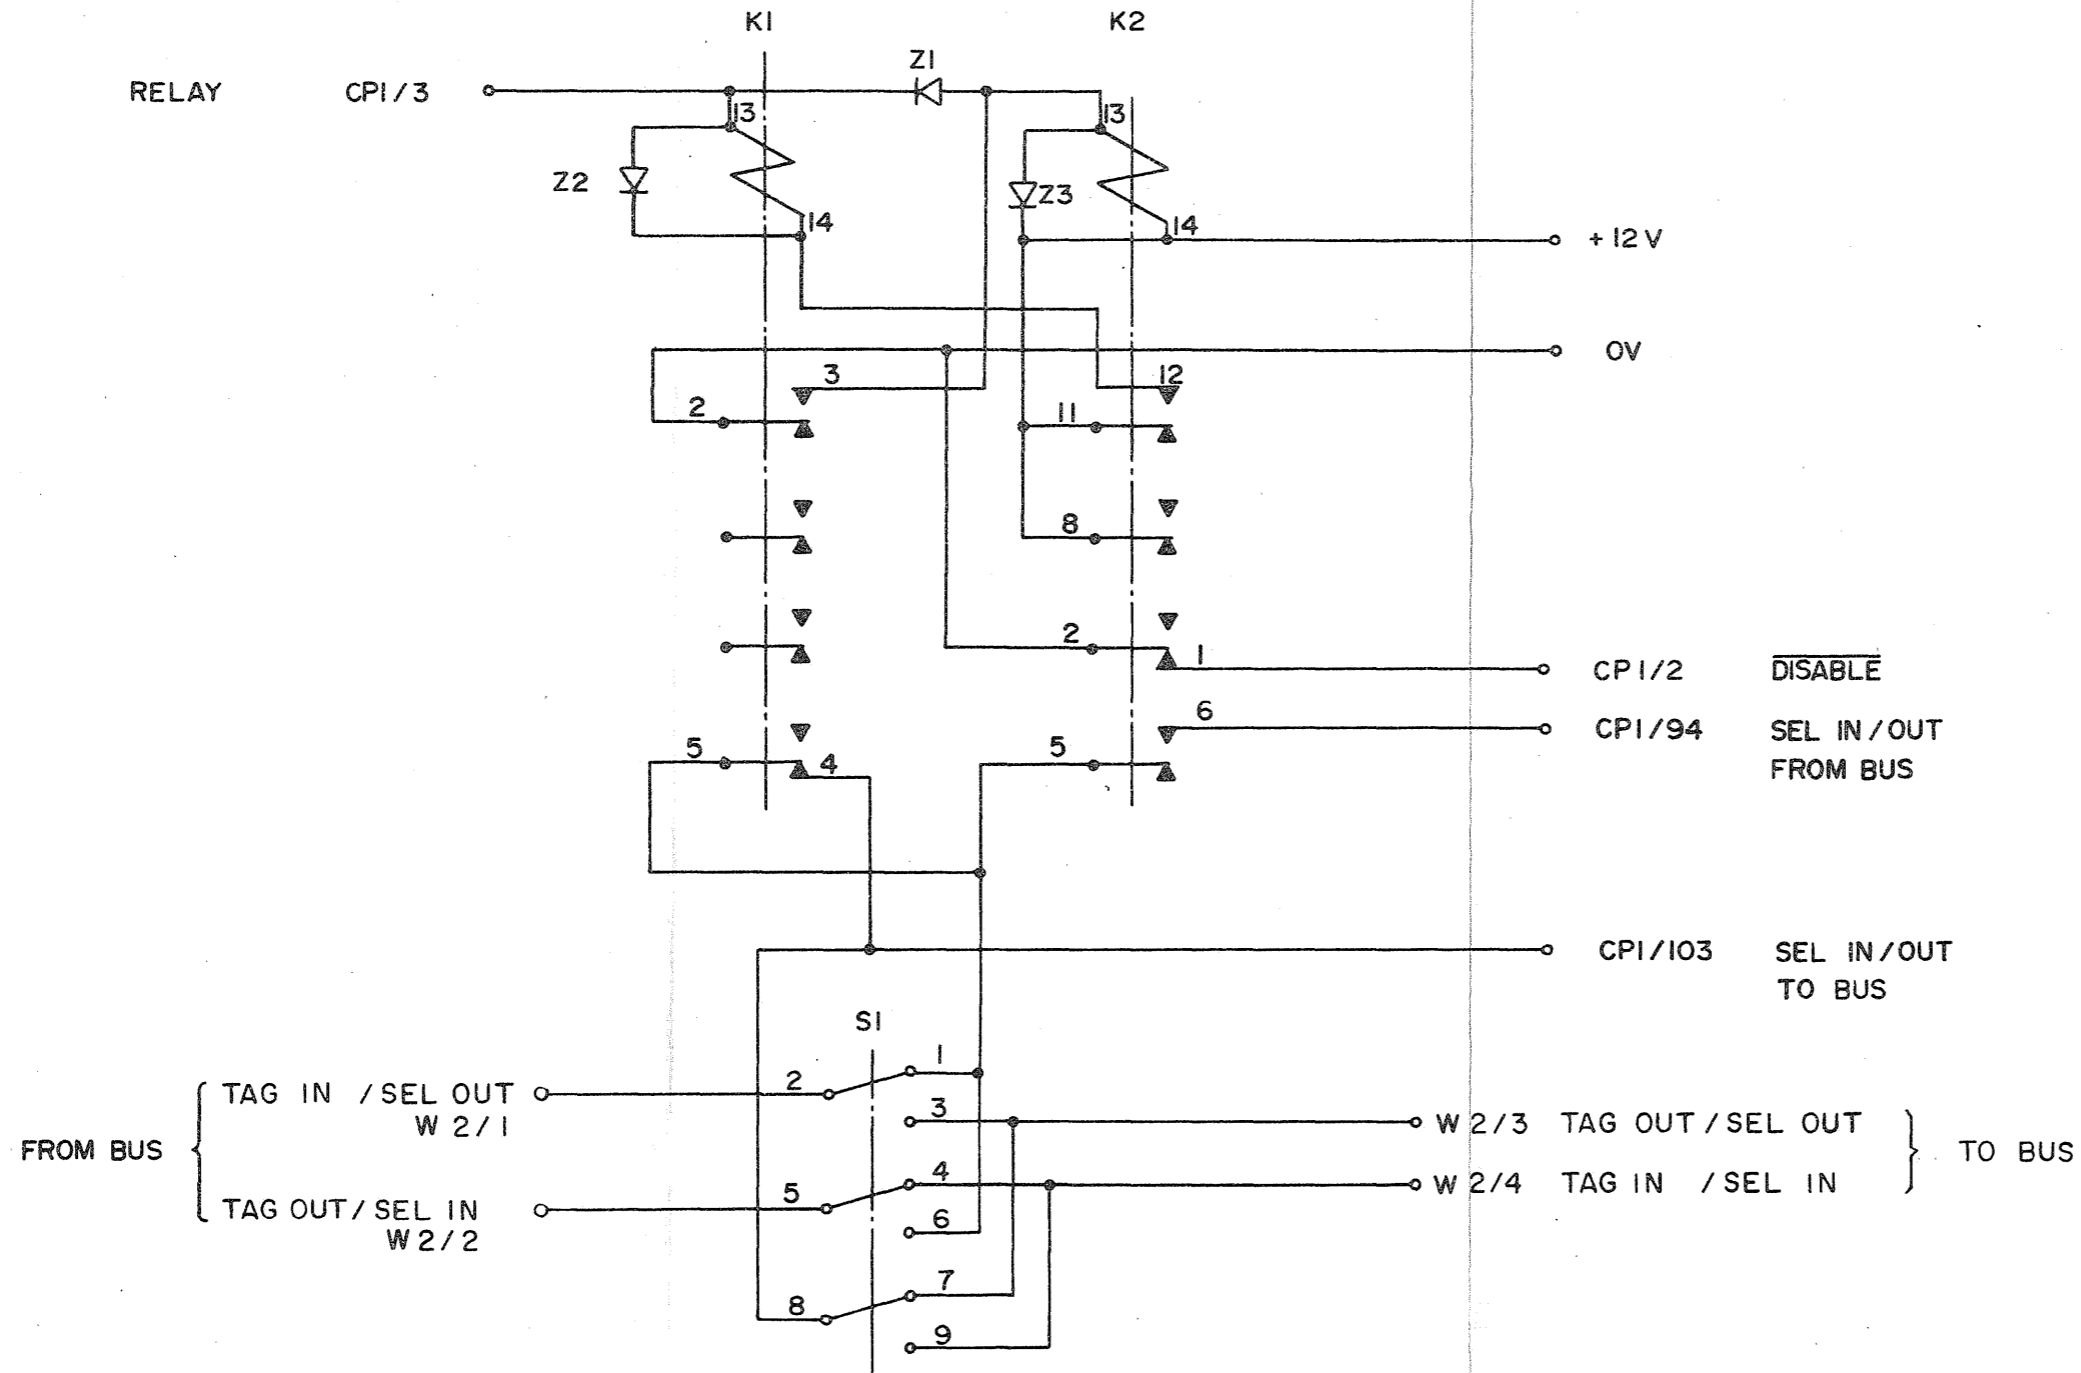 K1 K2
Z1
RELAY CP1/3
13 13
Z2 Z3
14 14
+12V
0V
3 12
2 11
8
2 1 CP1/2 DISABLE
6 CP1/94 SEL IN/OUT
FROM BUS
5 4 5
CP1/103 SEL IN/OUT
TO BUS
S1
1
TAG IN /SEL OUT 2
W 2/1
3 W 2/3 TAG OUT/SEL OUT
FROM BUS TO BUS
4 W 2/4 TAG IN /SEL IN
TAG OUT/SEL IN 5
W2/2
6
7
8
9